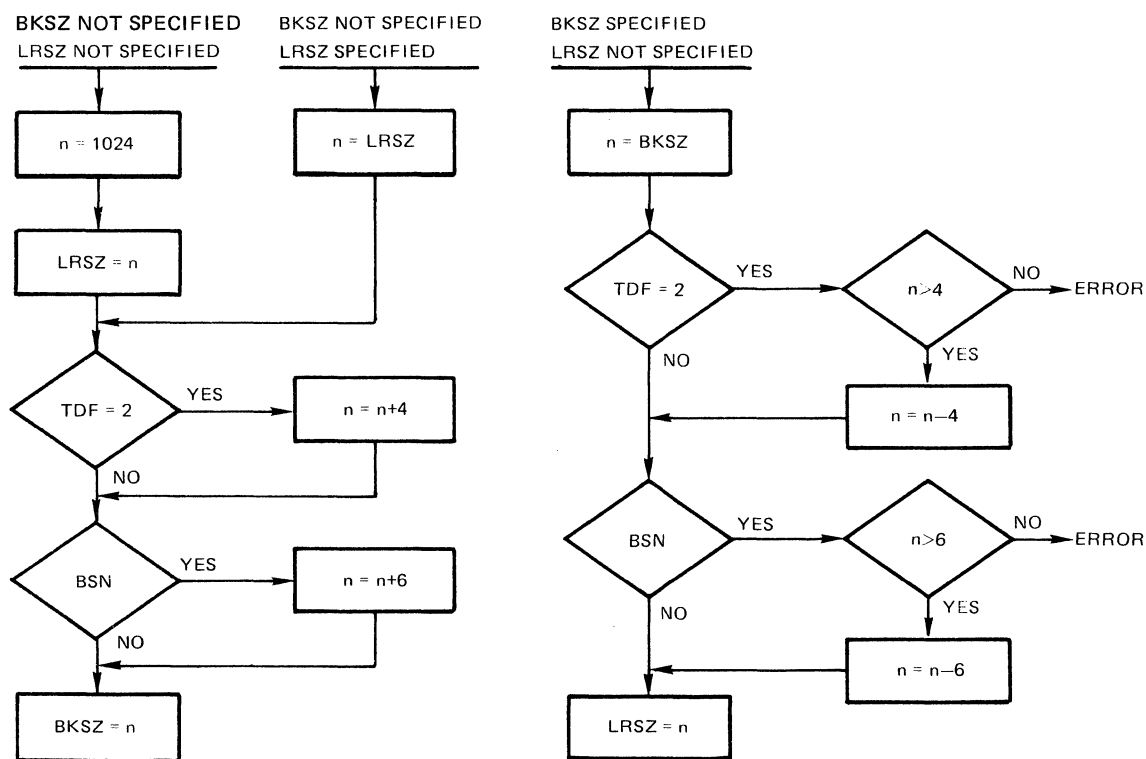 BKSZ NOT SPECIFIED
LRSZ NOT SPECIFIED
n = 1024
LRSZ = n
BKSZ NOT SPECIFIED
LRSZ SPECIFIED
n = LRSZ
TDF = 2
YES
n = n+4
NO
BSN
YES
n = n+6
NO
BKSZ = n
BKSZ SPECIFIED
LRSZ NOT SPECIFIED
n = BKSZ
TDF = 2
YES
n>4
NO
ERROR
YES
n = n−4
NO
BSN
YES
n>6
NO
ERROR
YES
n = n−6
NO
LRSZ = n